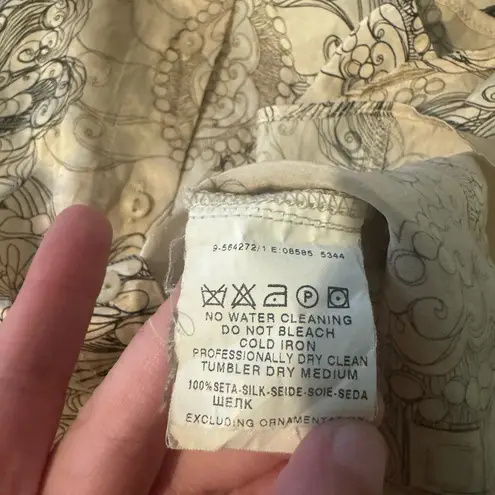 9-564272/1 E:08585 5344
P
NO WATER CLEANING
DO NOT BLEACH
COLD IRON
PROFESSIONALLY DRY CLEAN
TUMBLER DRY MEDIUM
100%SETA-SILK-SEIDE-SOIE-SEDA
ШЕЛК
EXCLUDING ORNAMENTATION